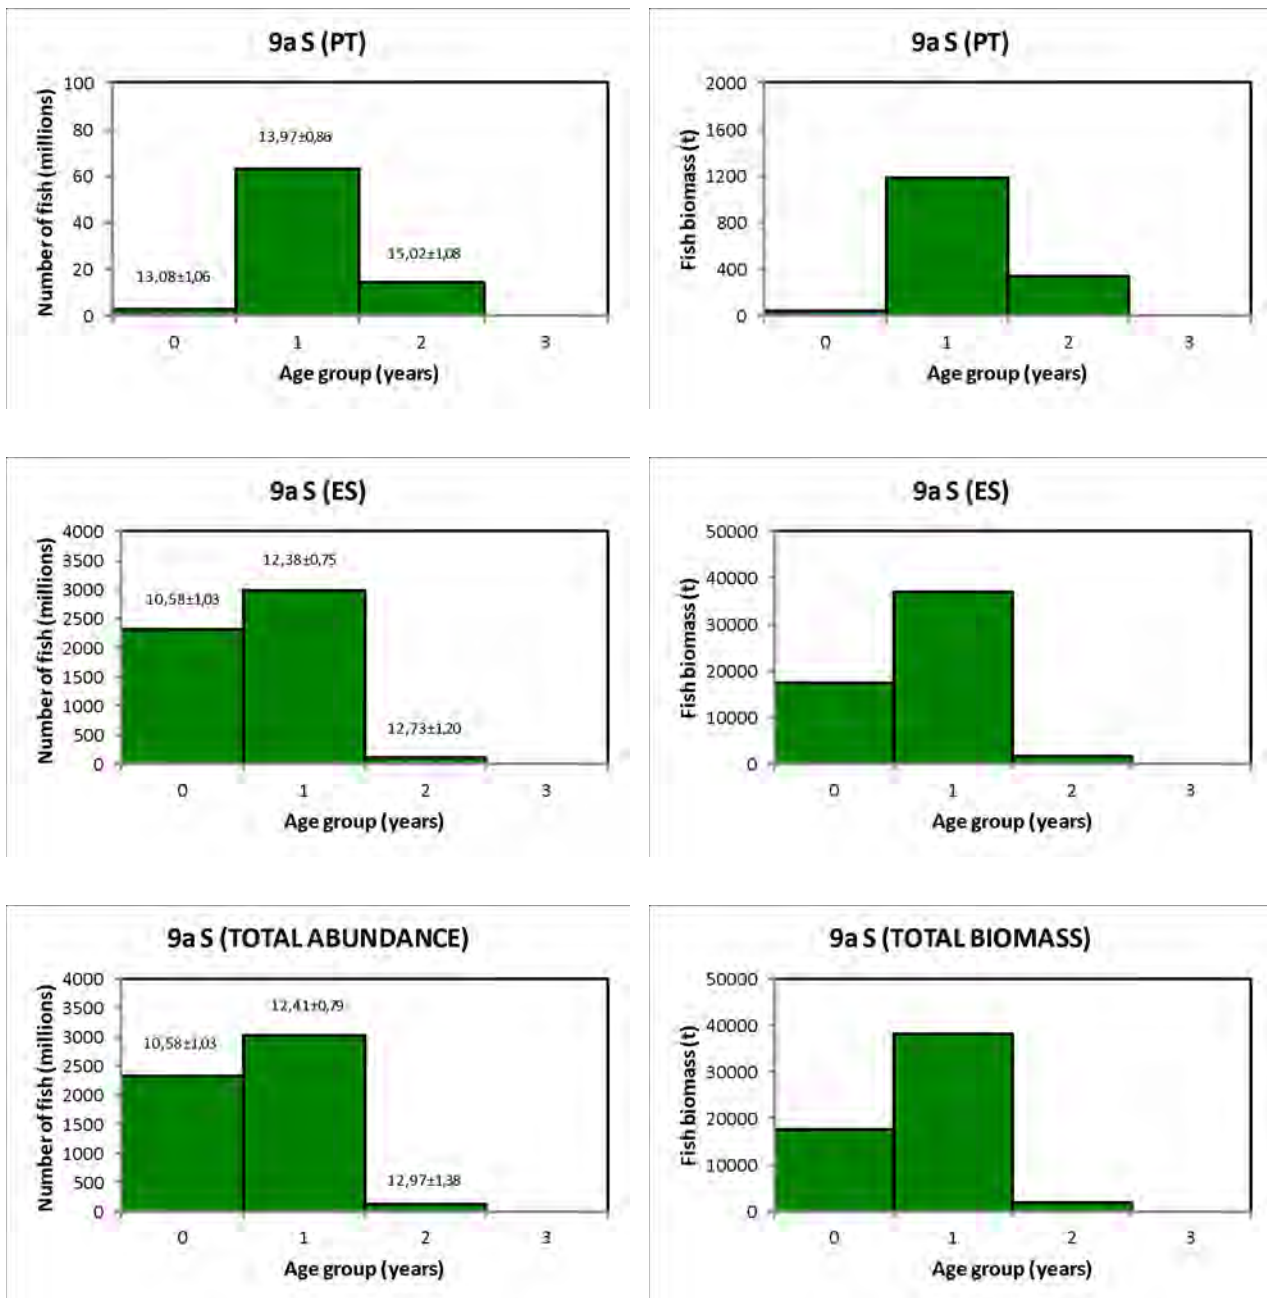 9a S (PT)
Number of fish (millions)
100
80
60
40
20
0
13,08±1,06
13,97±0,86
15,02±1,08
0 1 2 3
Age group (years)
9a S (PT)
Fish biomass (t)
2000
1600
1200
800
400
0
0 1 2 3
Age group (years)
9a S (ES)
Number of fish (millions)
4000
3500
3000
2500
2000
1500
1000
500
0
10,58±1,03
12,38±0,75
12,73±1,20
0 1 2 3
Age group (years)
9a S (ES)
Fish biomass (t)
50000
40000
30000
20000
10000
0
0 1 2 3
Age group (years)
9a S (TOTAL ABUNDANCE)
Number of fish (millions)
4000
3500
3000
2500
2000
1500
1000
500
0
10,58±1,03
12,41±0,79
12,97±1,38
0 1 2 3
Age group (years)
9a S (TOTAL BIOMASS)
Fish biomass (t)
50000
40000
30000
20000
10000
0
0 1 2 3
Age group (years)